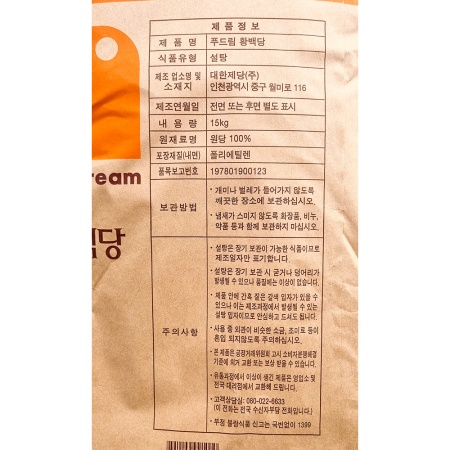 제 품 정 보
제 품 명 푸드림 황백당
식품유형 설탕
제조 업소명 및 소재지 대한제당(주)
인천광역시 중구 월미로 116
제조연월일 전면 또는 후면 별도 표시
내 용 량 15kg
원재료명 원당 100%
포장재질(내면) 폴리에틸렌
품목보고번호 197801900123
ream
당
보관방법
· 개미나 벌레가 들어가지 않도록
깨끗한 장소에 보관하십시오.
· 냄새가 스미지 않도록 화장품, 비누,
약품 등과 함께 보관하지 마십시오.
주의사항
· 설탕은 장기 보관이 가능한 식품이므로
제조일자만 표기합니다.
· 설탕은 장기 보관 시 굳거나 덩어리가
발생될 수 있으나 품질에는 이상이 없습니다.
· 제품 안에 간혹 짙은 갈색 입자가 있을 수
있으나 이는 제조과정에서 발생될 수 있는
설탕 입자이므로 안심하고 드셔도 됩니다.
· 사용 중 외관이 비슷한 소금, 조미료 등이
혼입 되지않도록 주의하십시오.
· 본 제품은 공정거래위원회 고시 소비자분쟁해결
기준에 의거 교환 또는 보상 받을 수 있습니다.
· 유통과정에서 이상이 생긴 제품은 영업소 및
전국 대리점에서 교환해 드립니다.
· 고객상담실: 080-022-6633
(이 전화는 전국 수신자부담 전화입니다.)
· 부정 불량식품 신고는 국번없이 1399